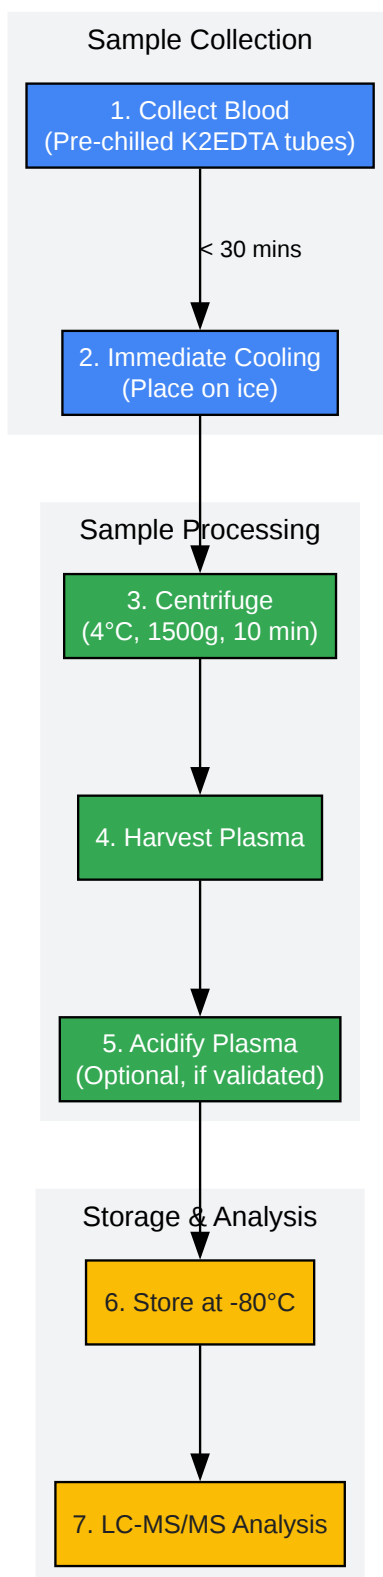 Sample Collection
1. Collect Blood
(Pre-chilled K2EDTA tubes)
< 30 mins
2. Immediate Cooling
(Place on ice)
Sample Processing
3. Centrifuge
(4°C, 1500g, 10 min)
4. Harvest Plasma
5. Acidify Plasma
(Optional, if validated)
Storage & Analysis
6. Store at -80°C
7. LC-MS/MS Analysis